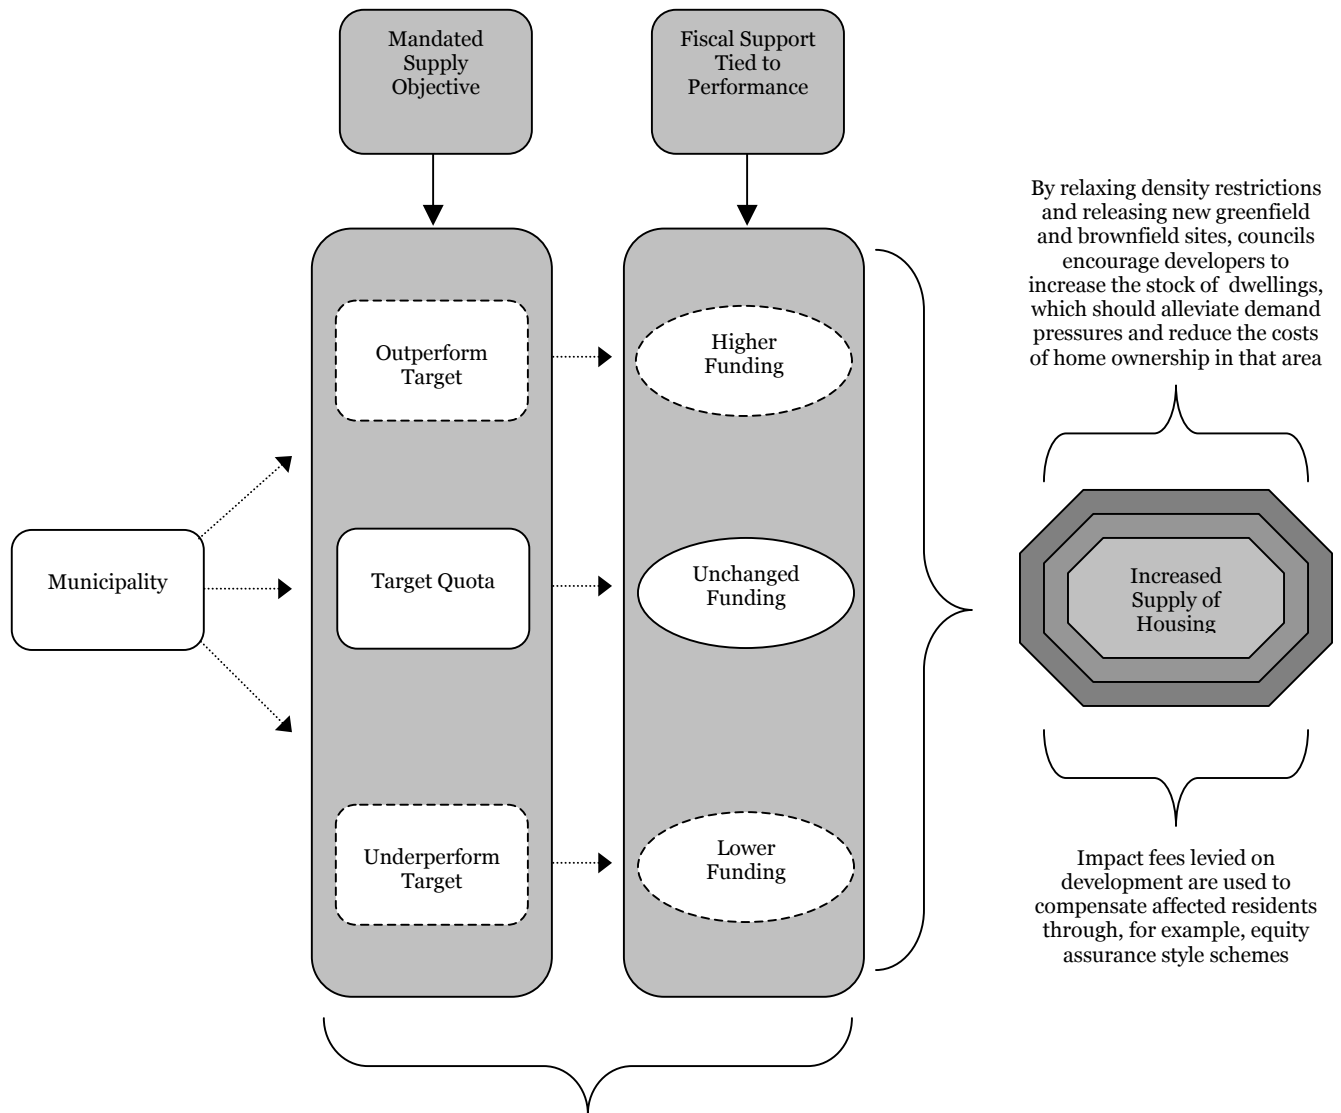 Mandated
Supply
Objective
Fiscal Support
Tied to
Performance
By relaxing density restrictions
and releasing new greenfield
and brownfield sites, councils
encourage developers to
increase the stock of dwellings,
which should alleviate demand
pressures and reduce the costs
of home ownership in that area
Outperform
Target
Higher
Funding
Municipality
Target Quota
Unchanged
Funding
Increased
Supply of
Housing
Underperform
Target
Lower
Funding
Impact fees levied on
development are used to
compensate affected residents
through, for example, equity
assurance style schemes